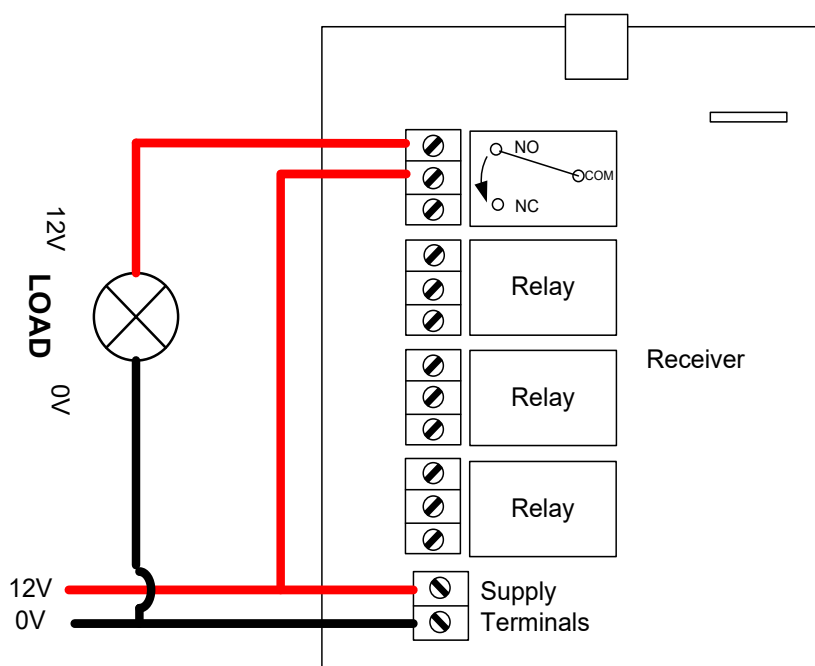 NO
COM
NC
12V
LOAD
0V
Relay
Receiver
Relay
Relay
12V
0V
Supply
Terminals